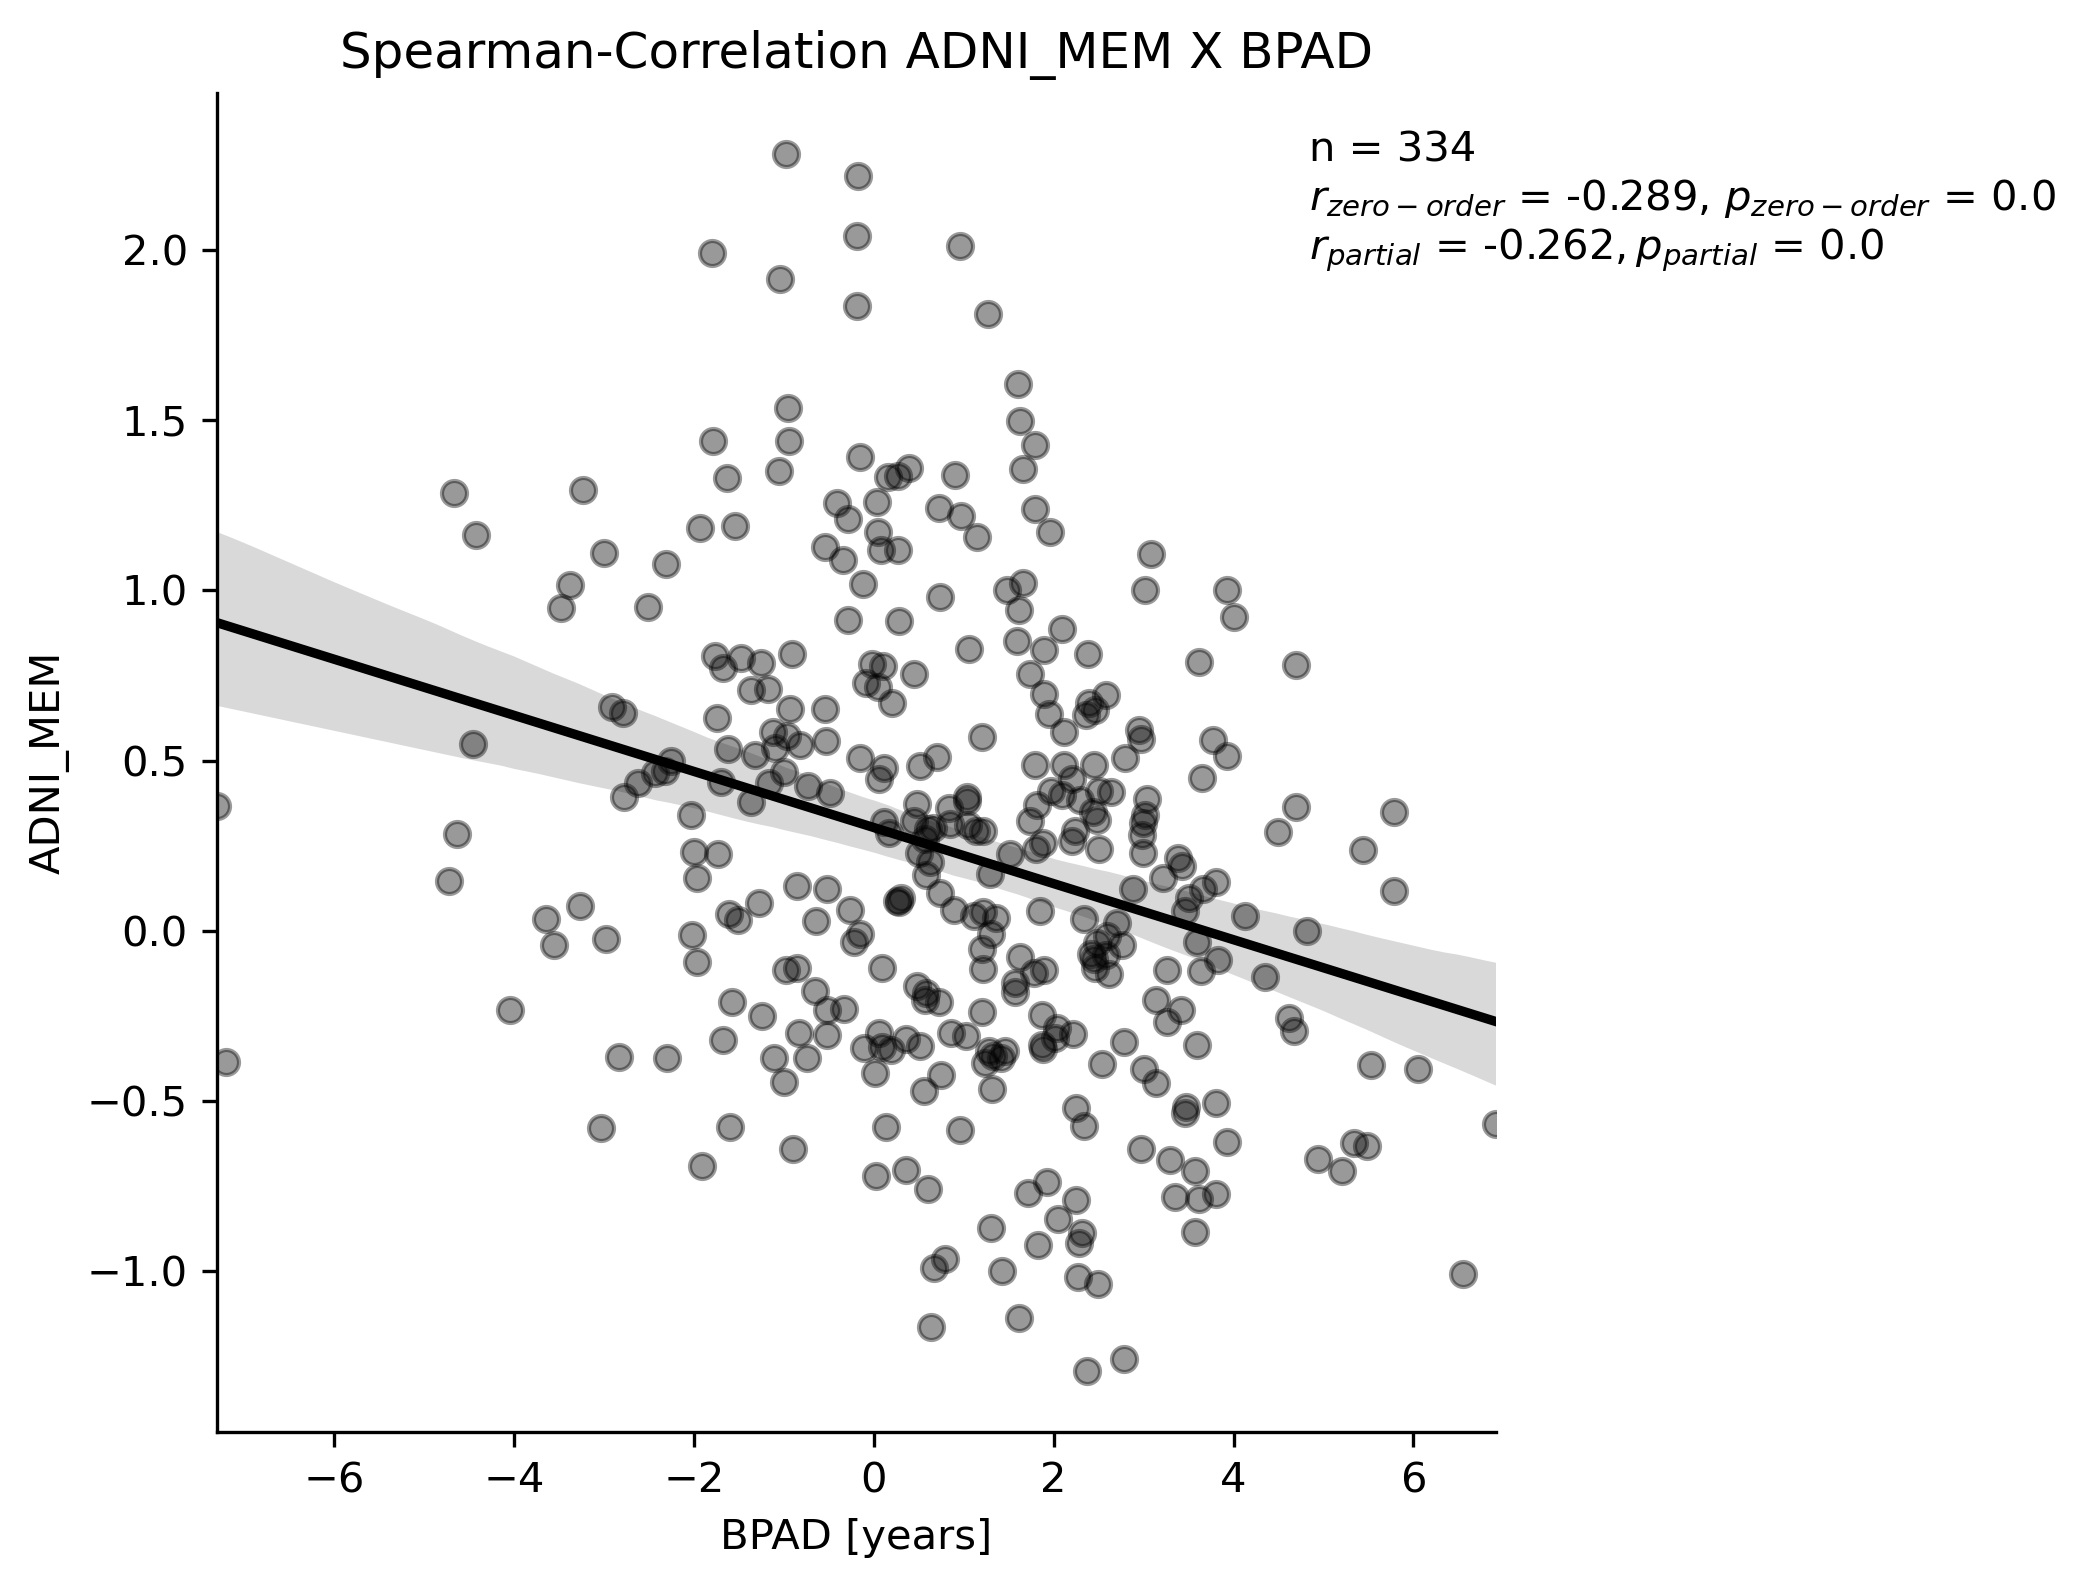 Spearman-Correlation ADNI_MEM X BPAD
n = 334
r_zero−order = -0.289, p_zero−order = 0.0
r_partial = -0.262, p_partial = 0.0
ADNI_MEM
2.0
1.5
1.0
0.5
0.0
−0.5
−1.0
−6 −4 −2 0 2 4 6
BPAD [years]